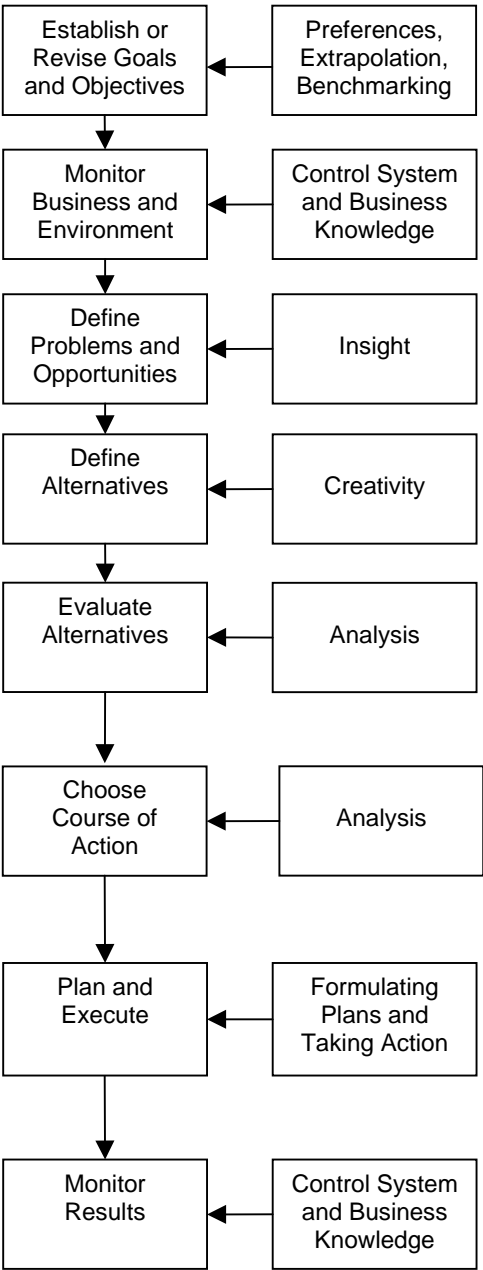 Establish or
Revise Goals
and Objectives
Preferences,
Extrapolation,
Benchmarking
Monitor
Business and
Environment
Control System
and Business
Knowledge
Define
Problems and
Opportunities
Insight
Define
Alternatives
Creativity
Evaluate
Alternatives
Analysis
Choose
Course of
Action
Analysis
Plan and
Execute
Formulating
Plans and
Taking Action
Monitor
Results
Control System
and Business
Knowledge